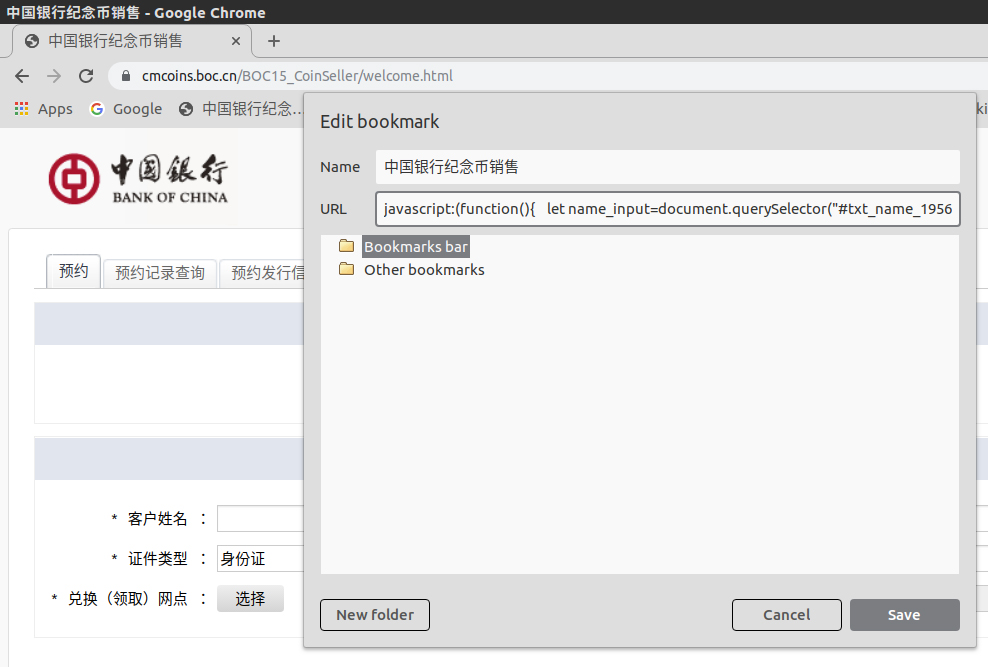 中国银行纪念币销售 - Google Chrome
中国银行纪念币销售
cmcoins.boc.cn/BOC15_CoinSeller/welcome.html
Apps Google 中国银行纪念... ki
Edit bookmark
Name 中国银行纪念币销售
URL javascript:(function(){ let name_input=document.querySelector("#txt_name_1956
Bookmarks bar
Other bookmarks
New folder Cancel Save
中国银行
BANK OF CHINA
预约 预约记录查询 预约发行信
* 客户姓名 ：
* 证件类型 ： 身份证
* 兑换（领取）网点 ： 选择